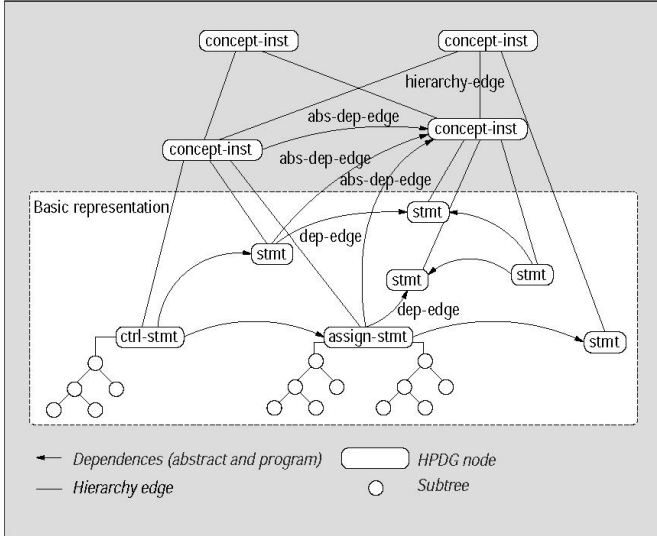 concept-inst concept-inst
hierarchy-edge
abs-dep-edge
concept-inst
concept-inst
abs-dep-edge
abs-dep-edge
Basic representation
stmt
dep-edge
stmt
stmt
stmt
dep-edge
ctrl-stmt
assign-stmt
stmt
Dependences (abstract and program)
HPDG node
Hierarchy edge
Subtree